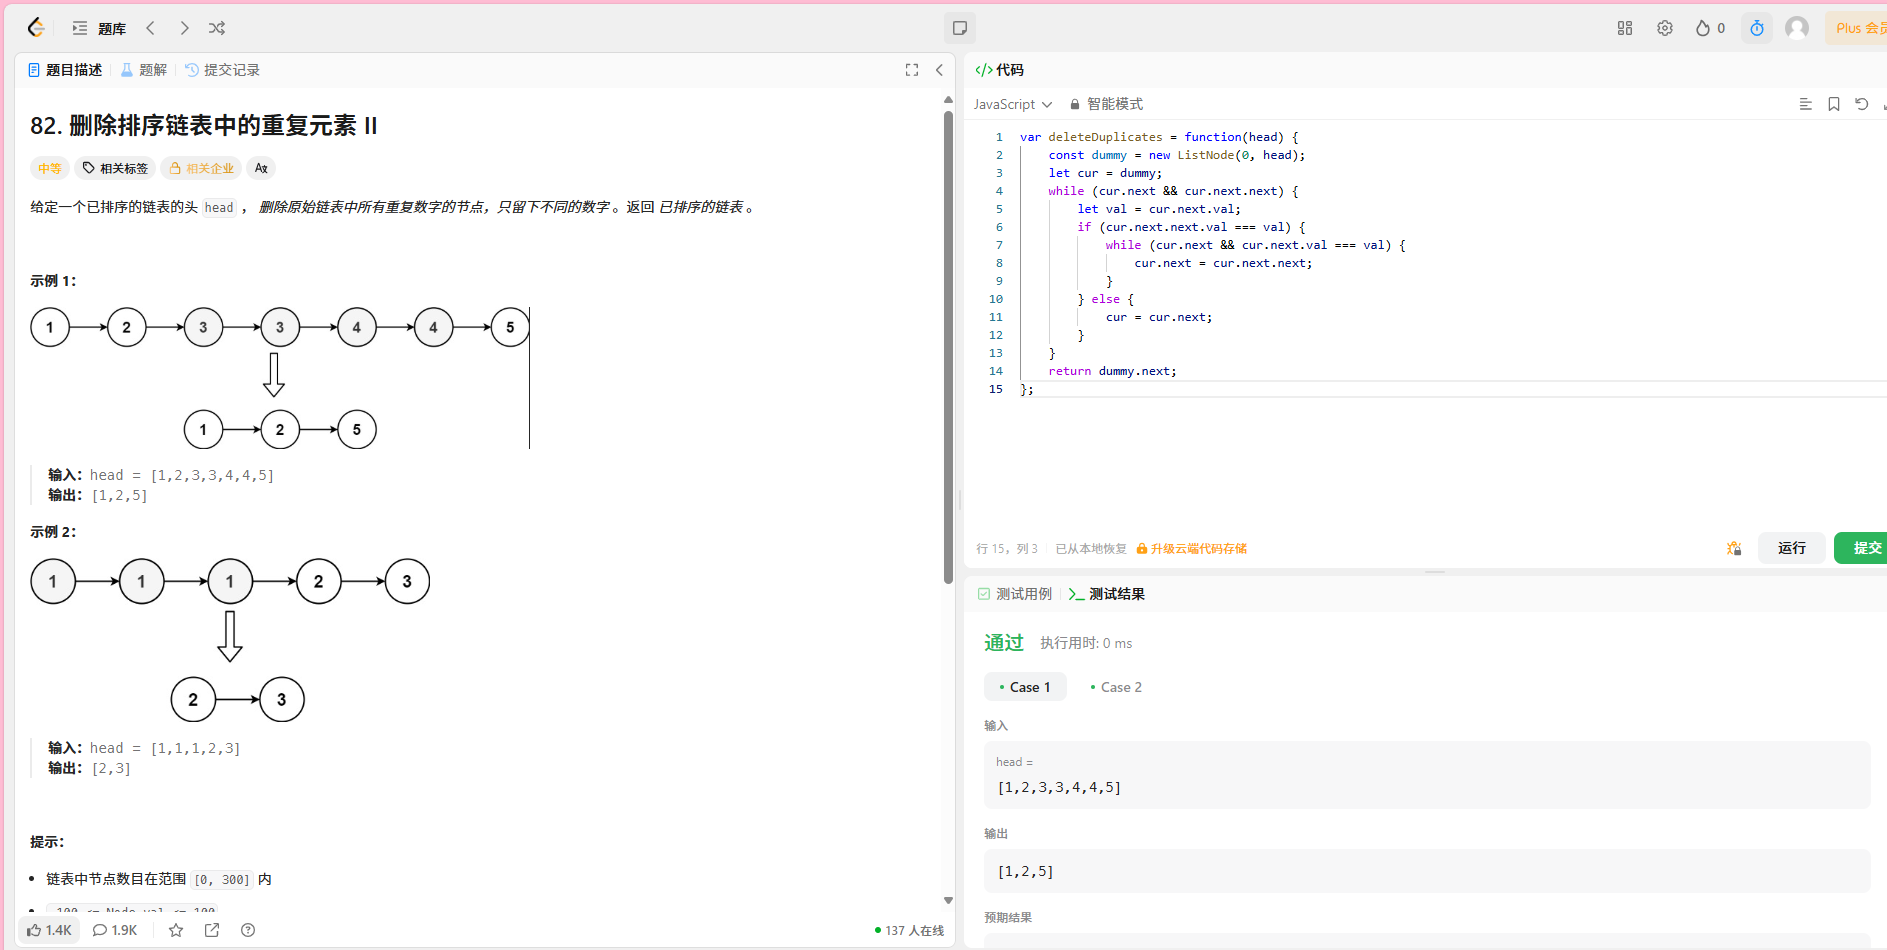 题库
0
Plus 会员
题目描述
题解
提交记录
82. 删除排序链表中的重复元素 II
中等
相关标签
相关企业
给定一个已排序的链表的头 head ， 删除原始链表中所有重复数字的节点，只留下不同的数字 。返回 已排序的链表 。
示例 1：
1 2 3 3 4 4 5
1 2 5
输入：head = [1,2,3,3,4,4,5]
输出：[1,2,5]
示例 2：
1 1 1 2 3
2 3
输入：head = [1,1,1,2,3]
输出：[2,3]
提示：
链表中节点数目在范围 [0, 300] 内
-100 <= Node.val <= 100
1.4K
1.9K
137 人在线
代码
JavaScript
智能模式
1 var deleteDuplicates = function(head) {
2 const dummy = new ListNode(0, head);
3 let cur = dummy;
4 while (cur.next && cur.next.next) {
5 let val = cur.next.val;
6 if (cur.next.next.val === val) {
7 while (cur.next && cur.next.val === val) {
8 cur.next = cur.next.next;
9 }
10 } else {
11 cur = cur.next;
12 }
13 }
14 return dummy.next;
15 };
行 15，列 3
已从本地恢复
升级云端代码存储
运行
提交
测试用例
测试结果
通过
执行用时: 0 ms
Case 1
Case 2
输入
head =
[1,2,3,3,4,4,5]
输出
[1,2,5]
预期结果